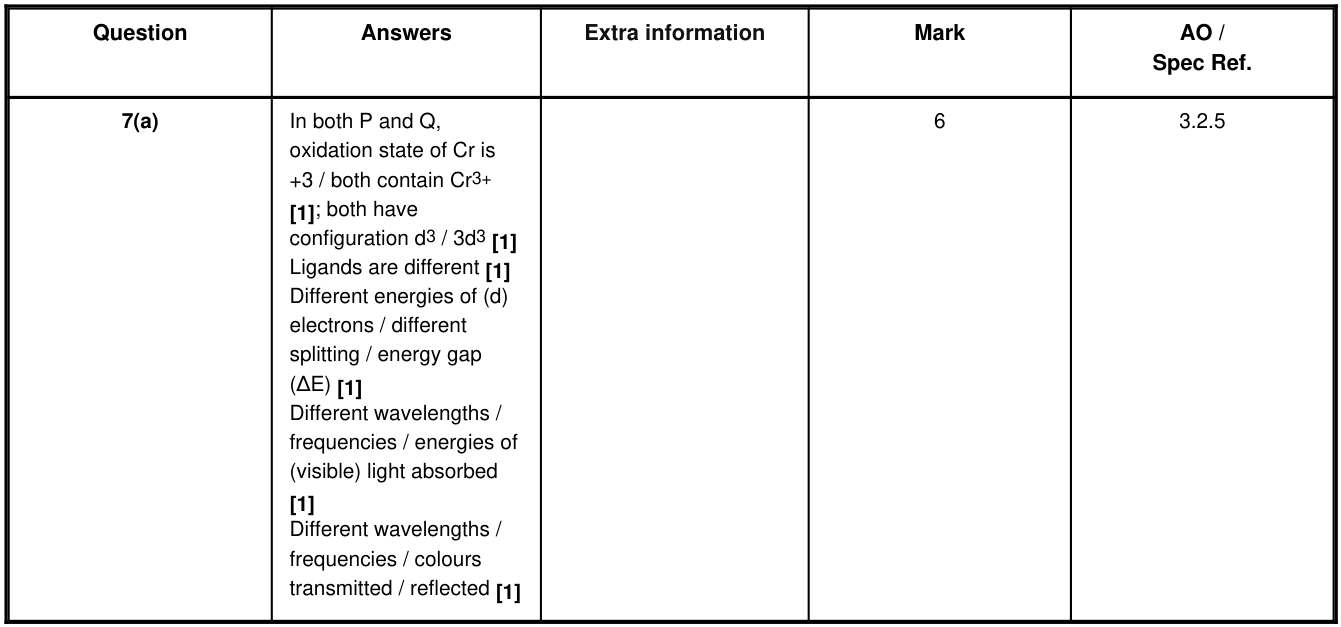 Question Answers Extra information Mark AO /
Spec Ref.
7(a) In both P and Q, 6 3.2.5
oxidation state of Cr is
+3 / both contain Cr3+
[1]; both have
configuration d3 / 3d3 [1]
Ligands are different [1]
Different energies of (d)
electrons / different
splitting / energy gap
(ΔE) [1]
Different wavelengths /
frequencies / energies of
(visible) light absorbed
[1]
Different wavelengths /
frequencies / colours
transmitted / reflected [1]